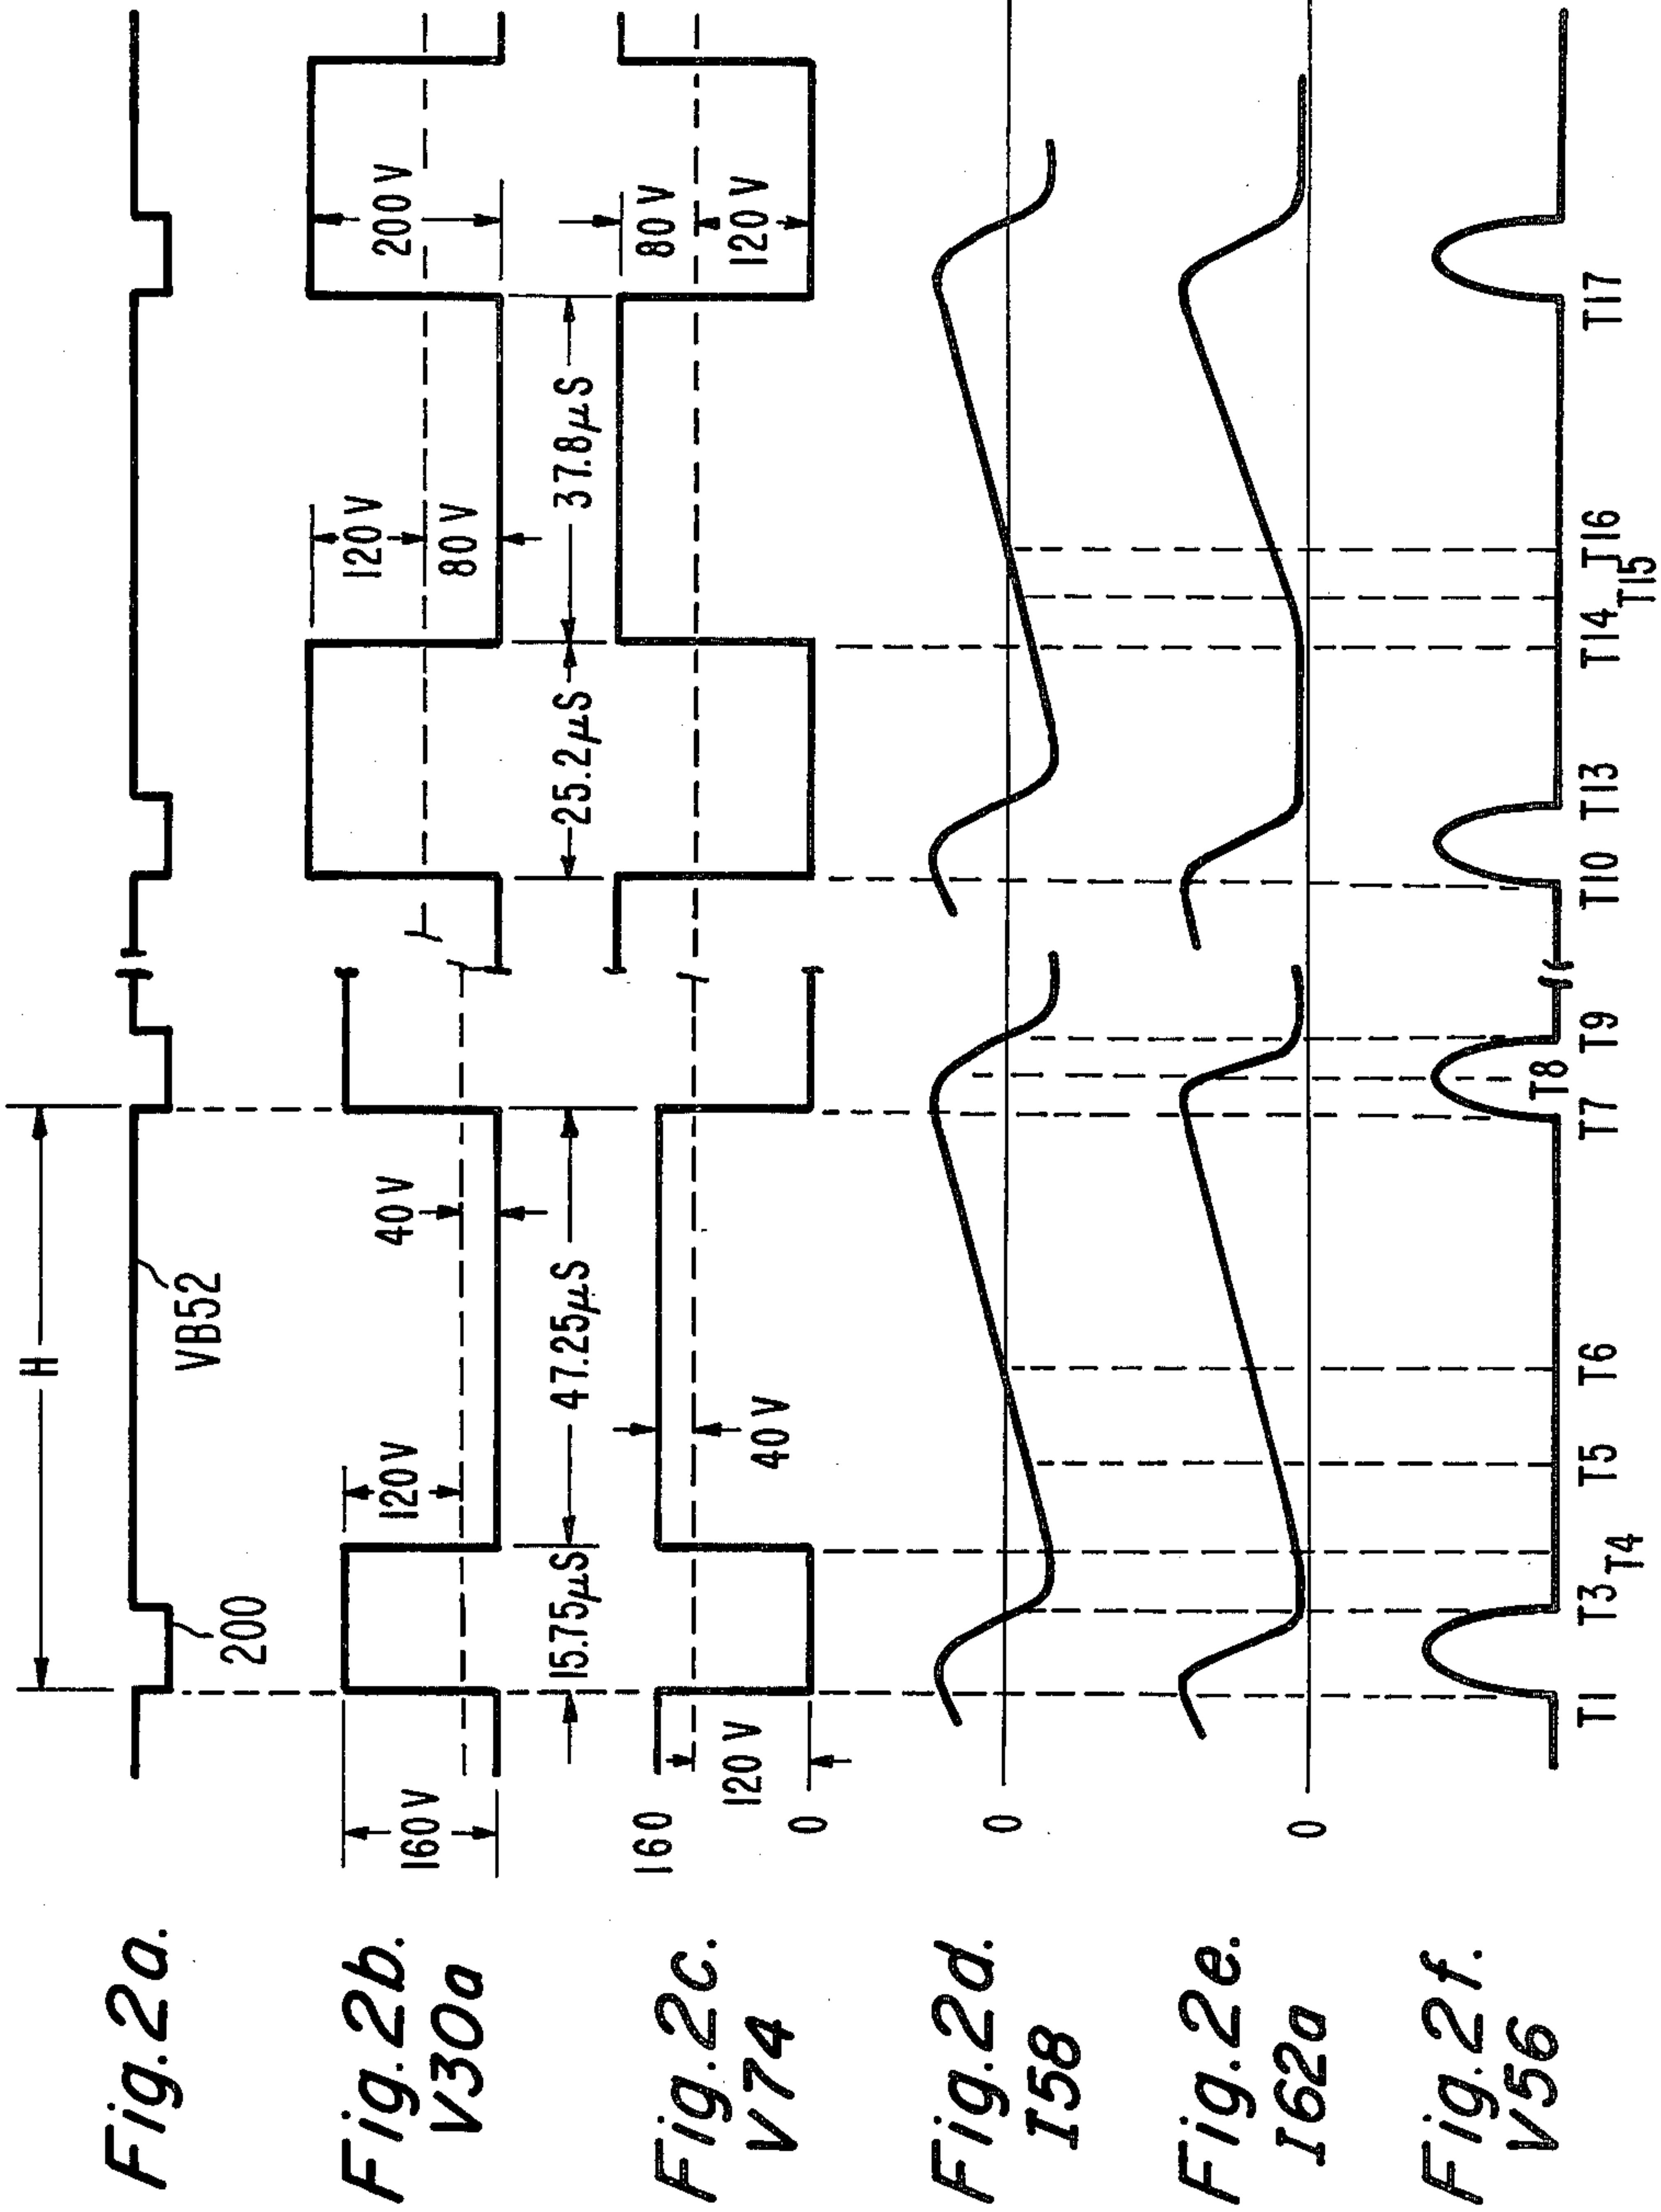 Fig.2a.
H
VB52
200
Fig.2b.
V30a
160V
120V
40V
120V
80V
200V
15.75μS
47.25μS
25.2μS
37.8μS
Fig.2c.
V74
160
0
120V
40V
80V
120V
Fig.2d.
I58
0
Fig.2e.
I62a
0
Fig.2f.
V56
T1
T3
T4
T5
T6
T7
T8
T9
T10
T13
T14
T15
T16
T17